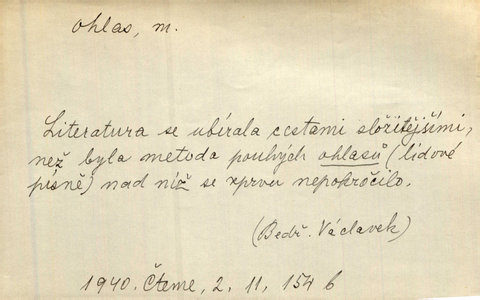 ohlas, m.
Literatura se ubírala cestami složitějšími,
než byla metoda pouhých ohlasů (lidové
písně) nad níž se zprvu nepokročilo.
(Bedř. Václavek)
1940. Čteme, 2. 11, 154 b